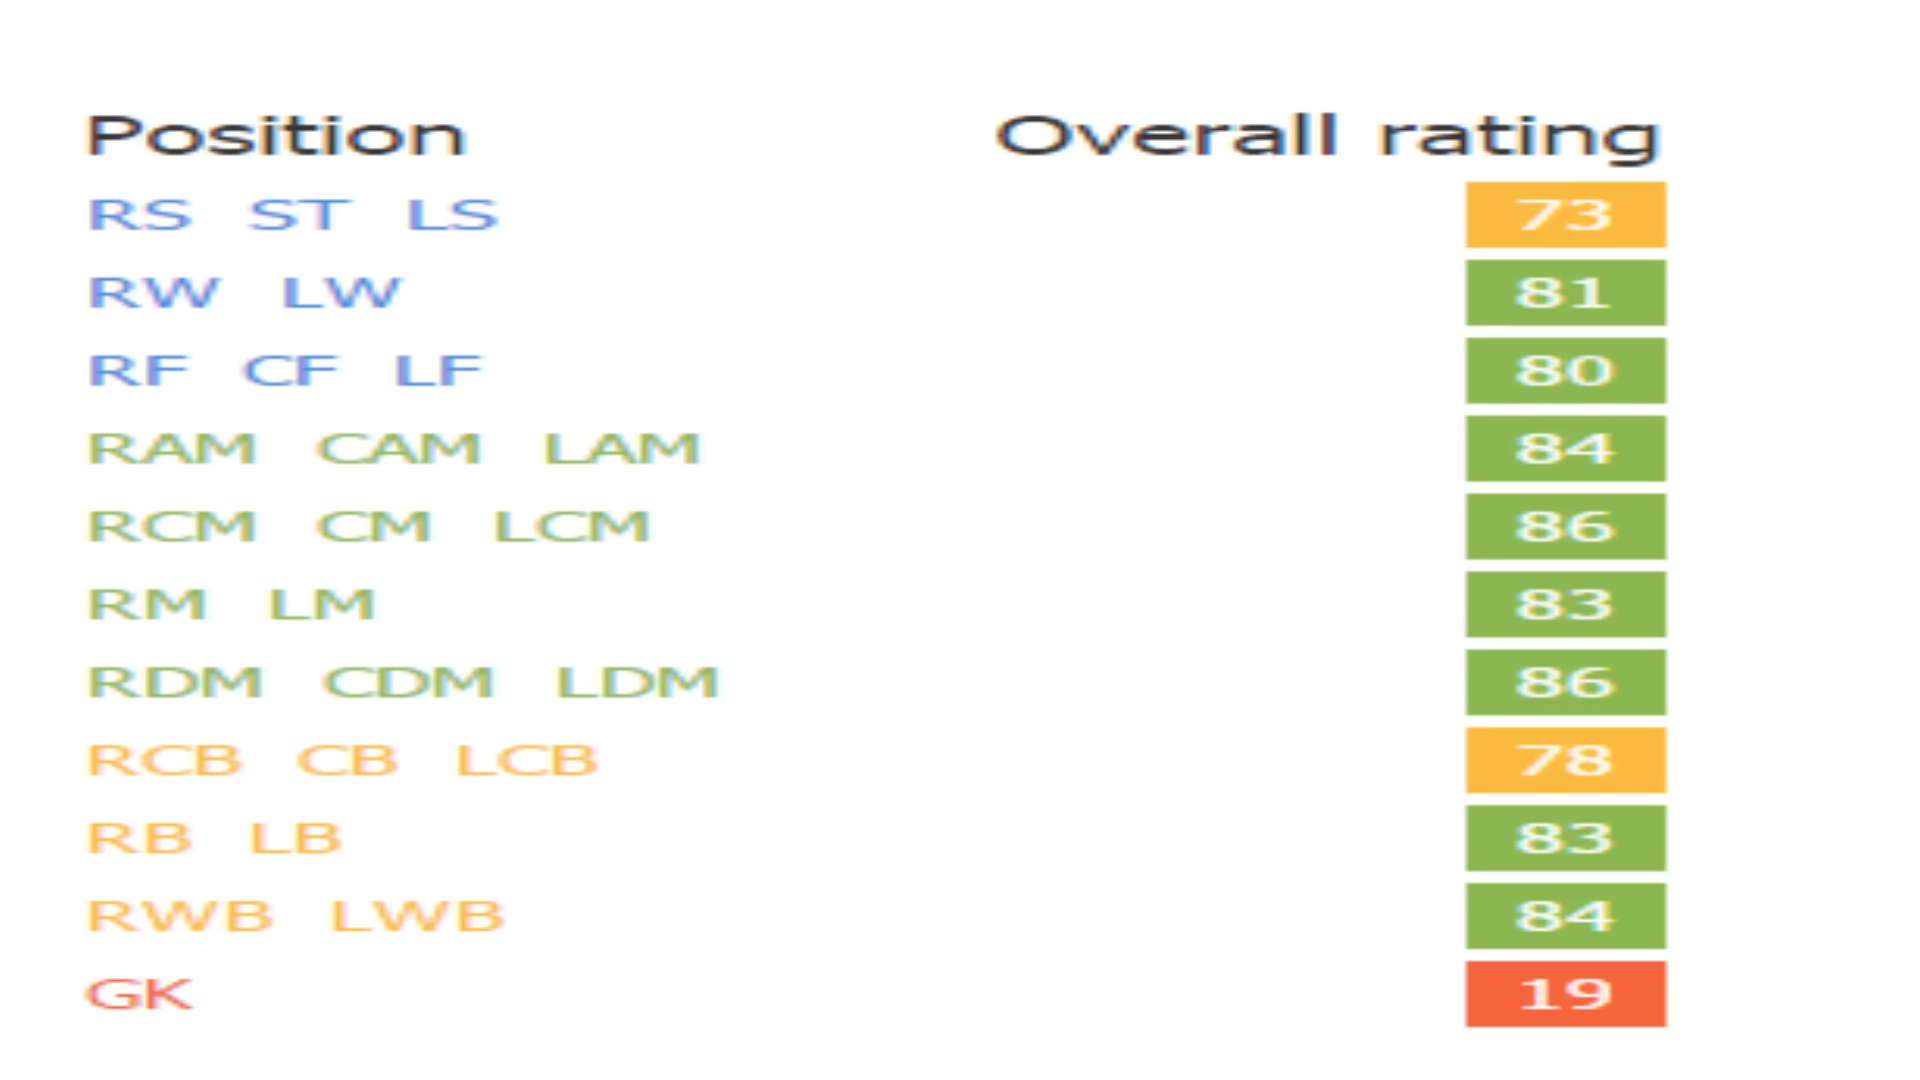 Position Overall rating
RS ST LS 73
RW LW 81
RF CF LF 80
RAM CAM LAM 84
RCM CM LCM 86
RM LM 83
RDM CDM LDM 86
RCB CB LCB 78
RB LB 83
RWB LWB 84
GK 19